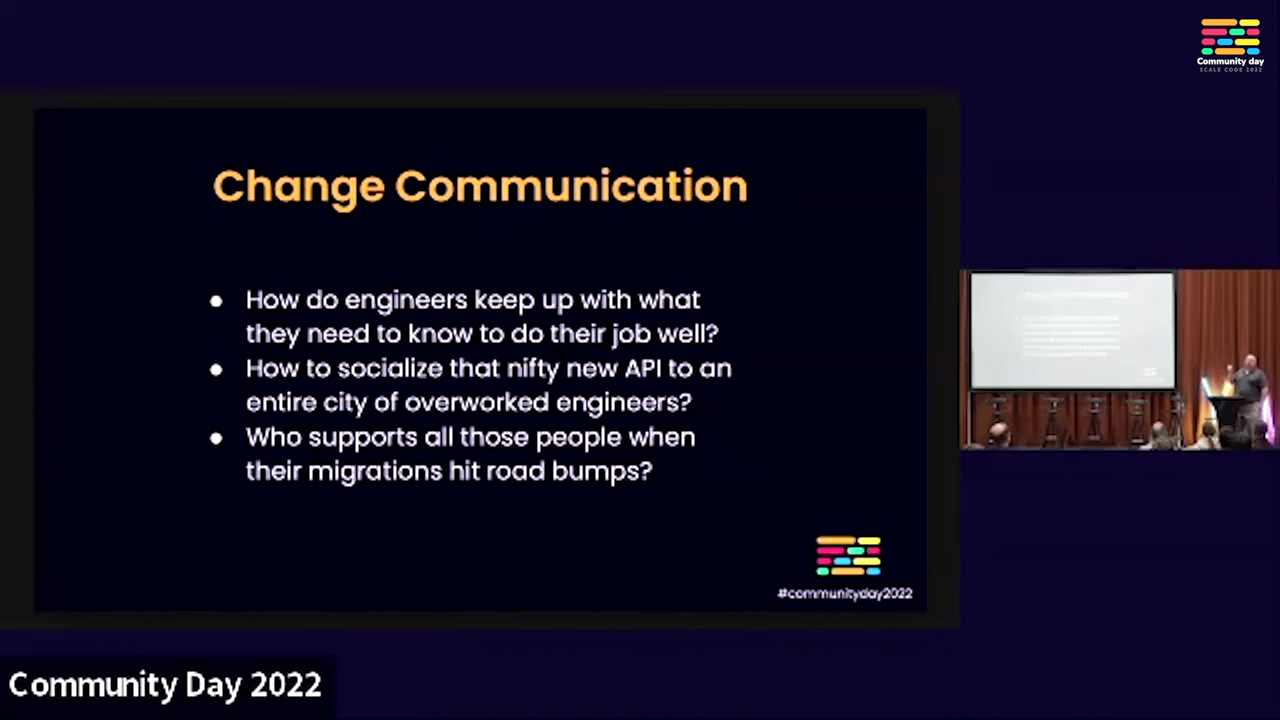 Community day
SCALE CODE 2022
Change Communication
● How do engineers keep up with what
they need to know to do their job well?
● How to socialize that nifty new API to an
entire city of overworked engineers?
● Who supports all those people when
their migrations hit road bumps?
#communityday2022
Community Day 2022